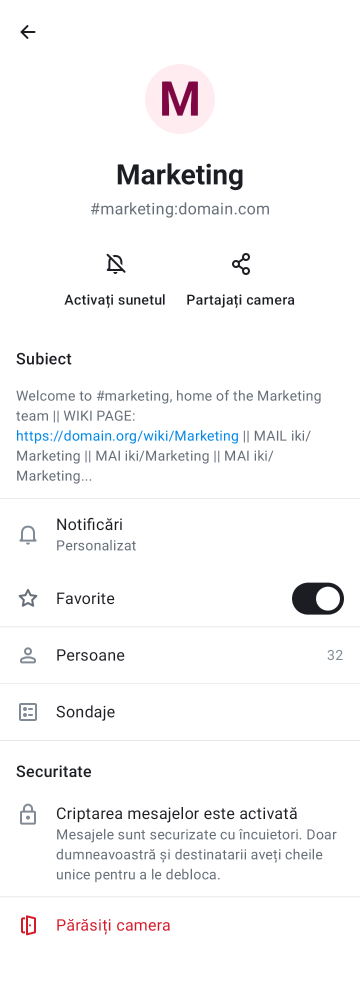 M
Marketing
#marketing:domain.com
Activați sunetul Partajați camera
Subiect
Welcome to #marketing, home of the Marketing
team || WIKI PAGE:
https://domain.org/wiki/Marketing || MAIL iki/
Marketing || MAI iki/Marketing || MAI iki/
Marketing...
Notificări
Personalizat
Favorite
Persoane 32
Sondaje
Securitate
Criptarea mesajelor este activată
Mesajele sunt securizate cu încuietori. Doar
dumneavoastră și destinatarii aveți cheile
unice pentru a le debloca.
Părăsiți camera